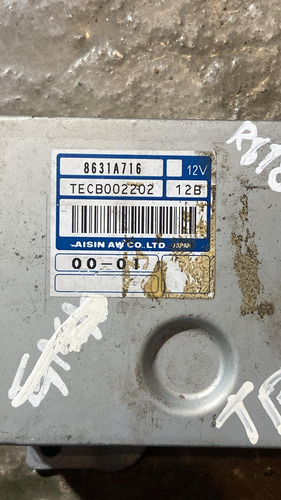 8631A716 12V
TECB002202 12B
AISIN AW CO.,LTD JAPAN
00-01